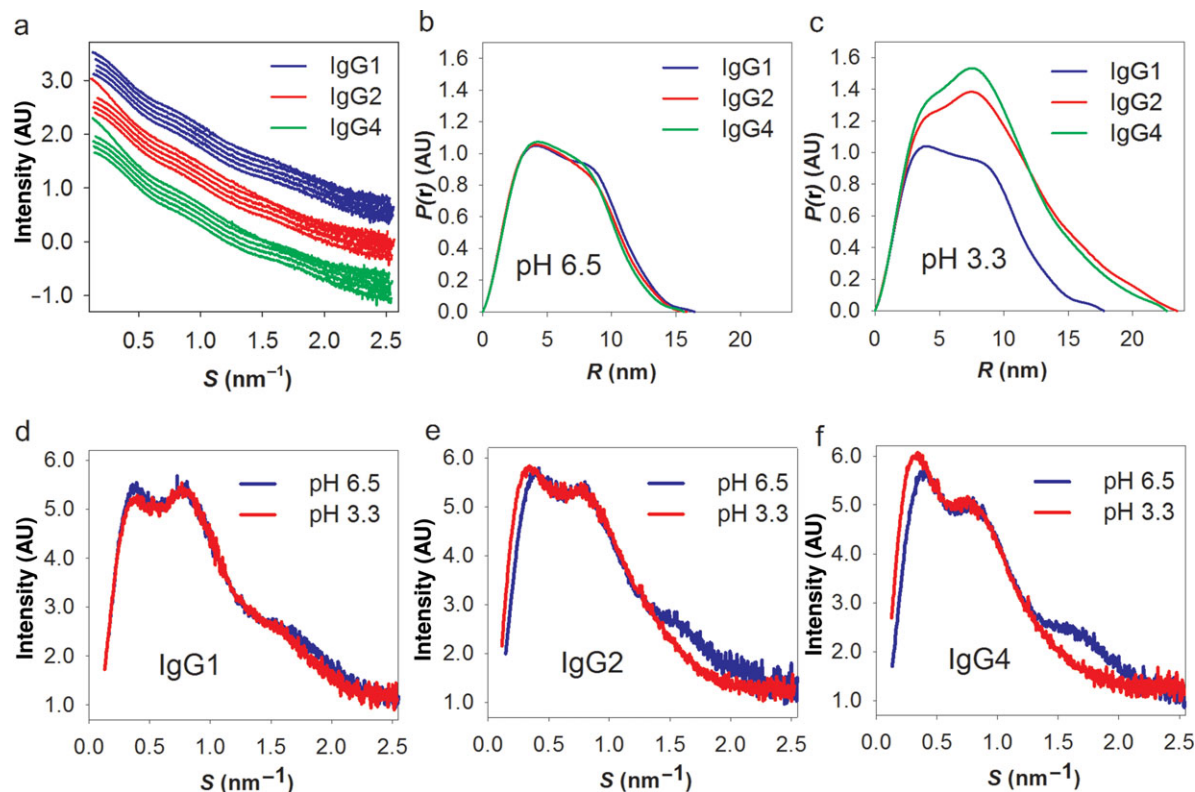 a
Intensity (AU)
3.0
2.0
1.0
0.0
−1.0
0.5
1.0
1.5
2.0
2.5
S (nm⁻¹)
IgG1
IgG2
IgG4
b
P(r) (AU)
1.6
1.4
1.2
1.0
0.8
0.6
0.4
0.2
0.0
0
5
10
15
20
R (nm)
IgG1
IgG2
IgG4
pH 6.5
c
P(r) (AU)
1.6
1.4
1.2
1.0
0.8
0.6
0.4
0.2
0.0
0
5
10
15
20
R (nm)
IgG1
IgG2
IgG4
pH 3.3
d
Intensity (AU)
6.0
5.0
4.0
3.0
2.0
1.0
0.0
0.5
1.0
1.5
2.0
2.5
S (nm⁻¹)
pH 6.5
pH 3.3
IgG1
e
Intensity (AU)
6.0
5.0
4.0
3.0
2.0
1.0
0.0
0.5
1.0
1.5
2.0
2.5
S (nm⁻¹)
pH 6.5
pH 3.3
IgG2
f
Intensity (AU)
6.0
5.0
4.0
3.0
2.0
1.0
0.0
0.5
1.0
1.5
2.0
2.5
S (nm⁻¹)
pH 6.5
pH 3.3
IgG4